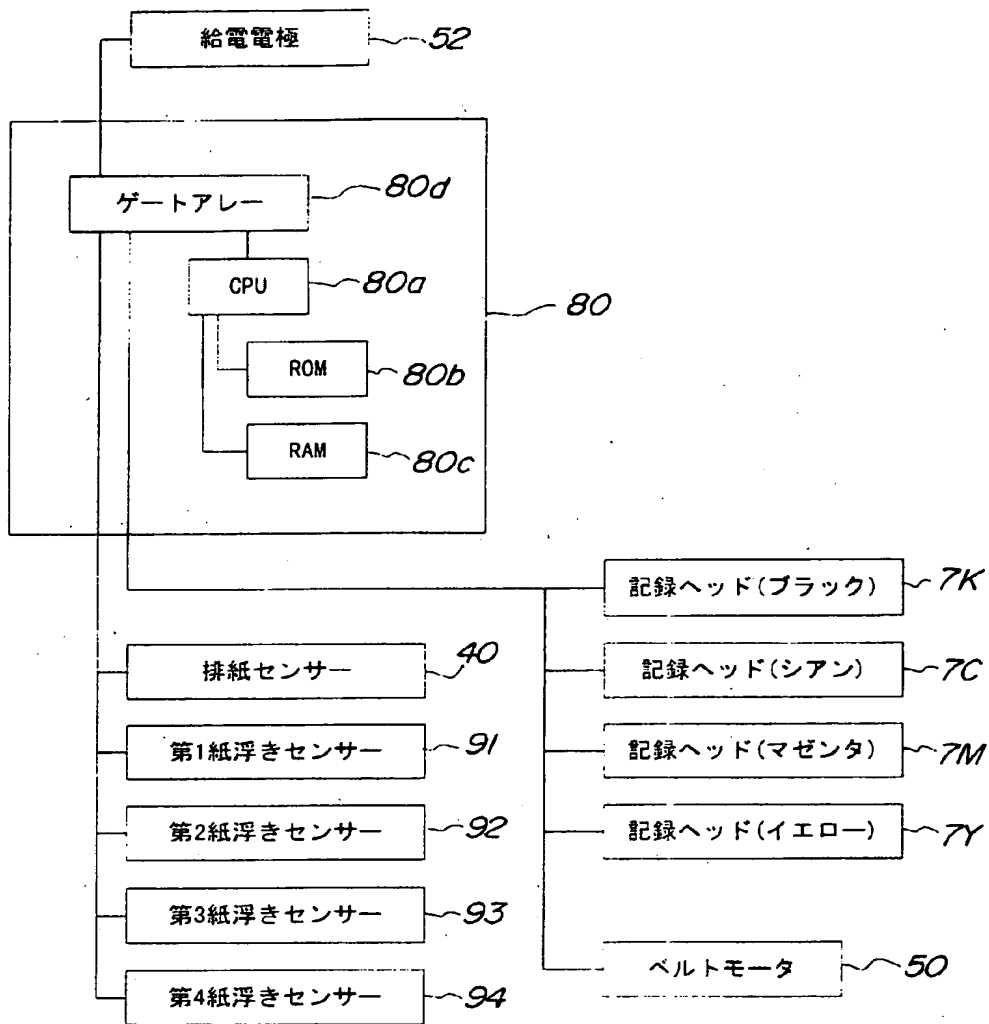 給電電極 52
ゲートアレー 80d
CPU 80a
80
ROM 80b
RAM 80c
記録ヘッド(ブラック) 7K
排紙センサー 40
記録ヘッド(シアン) 7C
第1紙浮きセンサー 91
記録ヘッド(マゼンタ) 7M
第2紙浮きセンサー 92
記録ヘッド(イエロー) 7Y
第3紙浮きセンサー 93
ベルトモータ 50
第4紙浮きセンサー 94